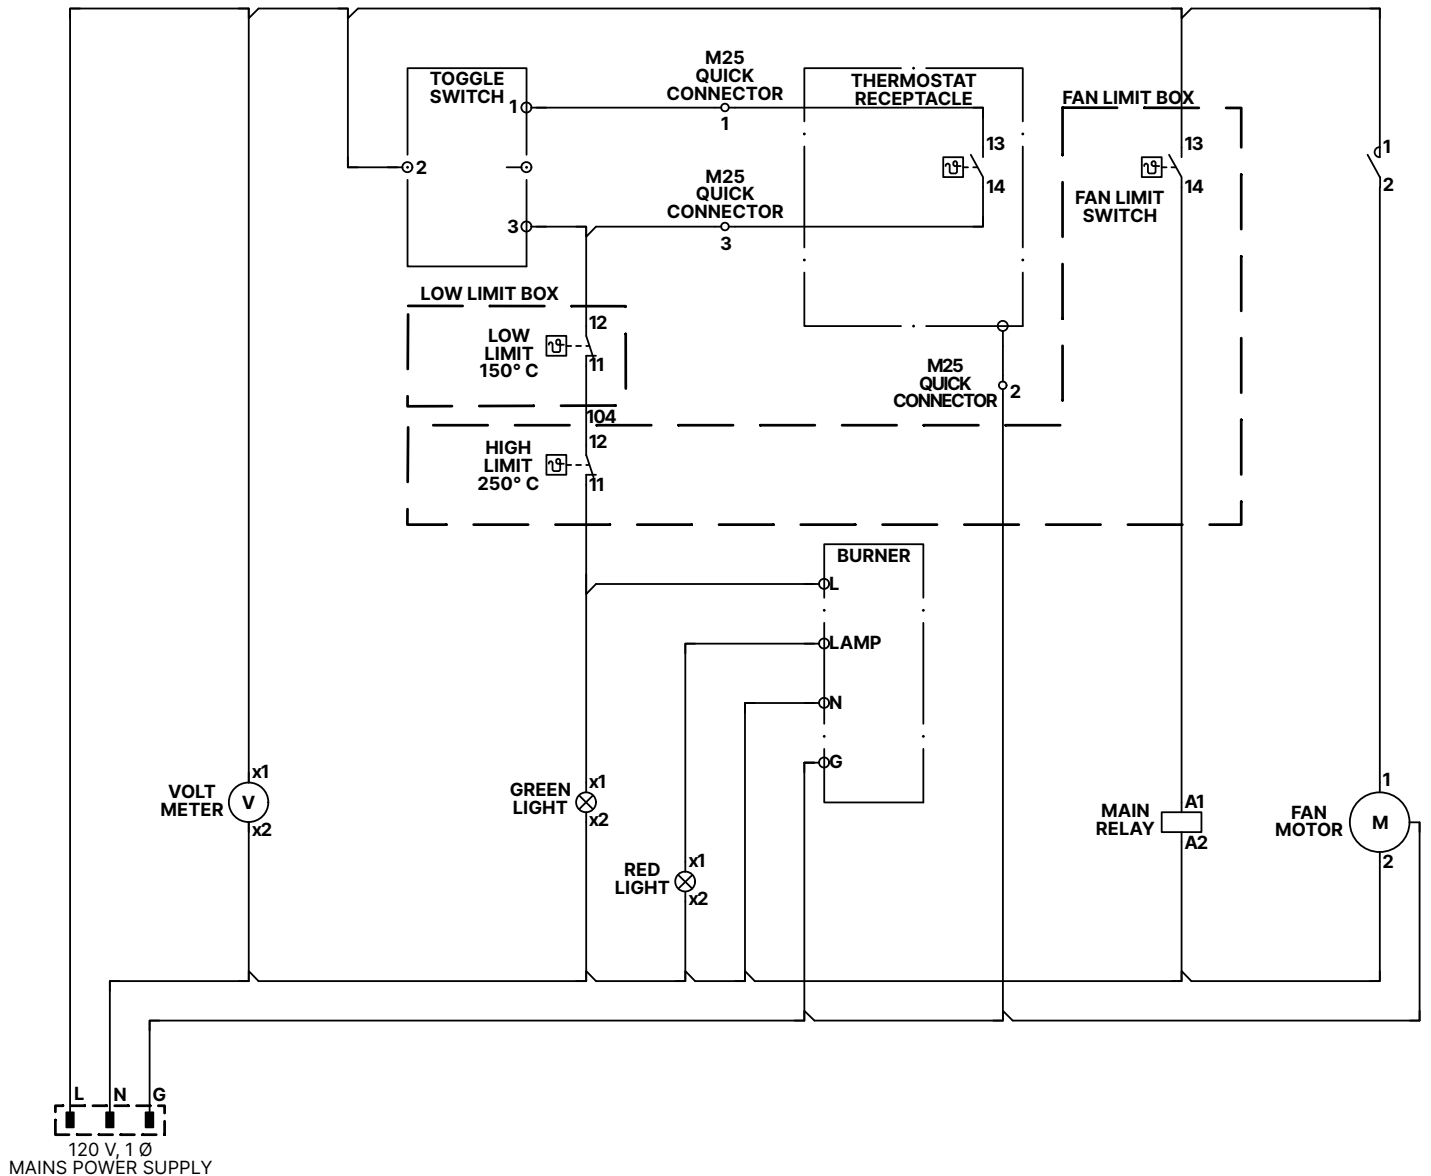 M25
QUICK
CONNECTOR
1
TOGGLE
SWITCH
1
2
3
THERMOSTAT
RECEPTACLE
13
14
FAN LIMIT BOX
13
14
FAN LIMIT
SWITCH
1
2
M25
QUICK
CONNECTOR
3
LOW LIMIT BOX
12
LOW
LIMIT
150° C
11
M25
QUICK
CONNECTOR
2
104
12
HIGH
LIMIT
250° C
11
BURNER
L
LAMP
N
G
VOLT
METER
x1
V
x2
GREEN
LIGHT
x1
x2
RED
LIGHT
x1
x2
MAIN
RELAY
A1
A2
FAN
MOTOR
1
M
2
L N G
120 V, 1 Ø
MAINS POWER SUPPLY